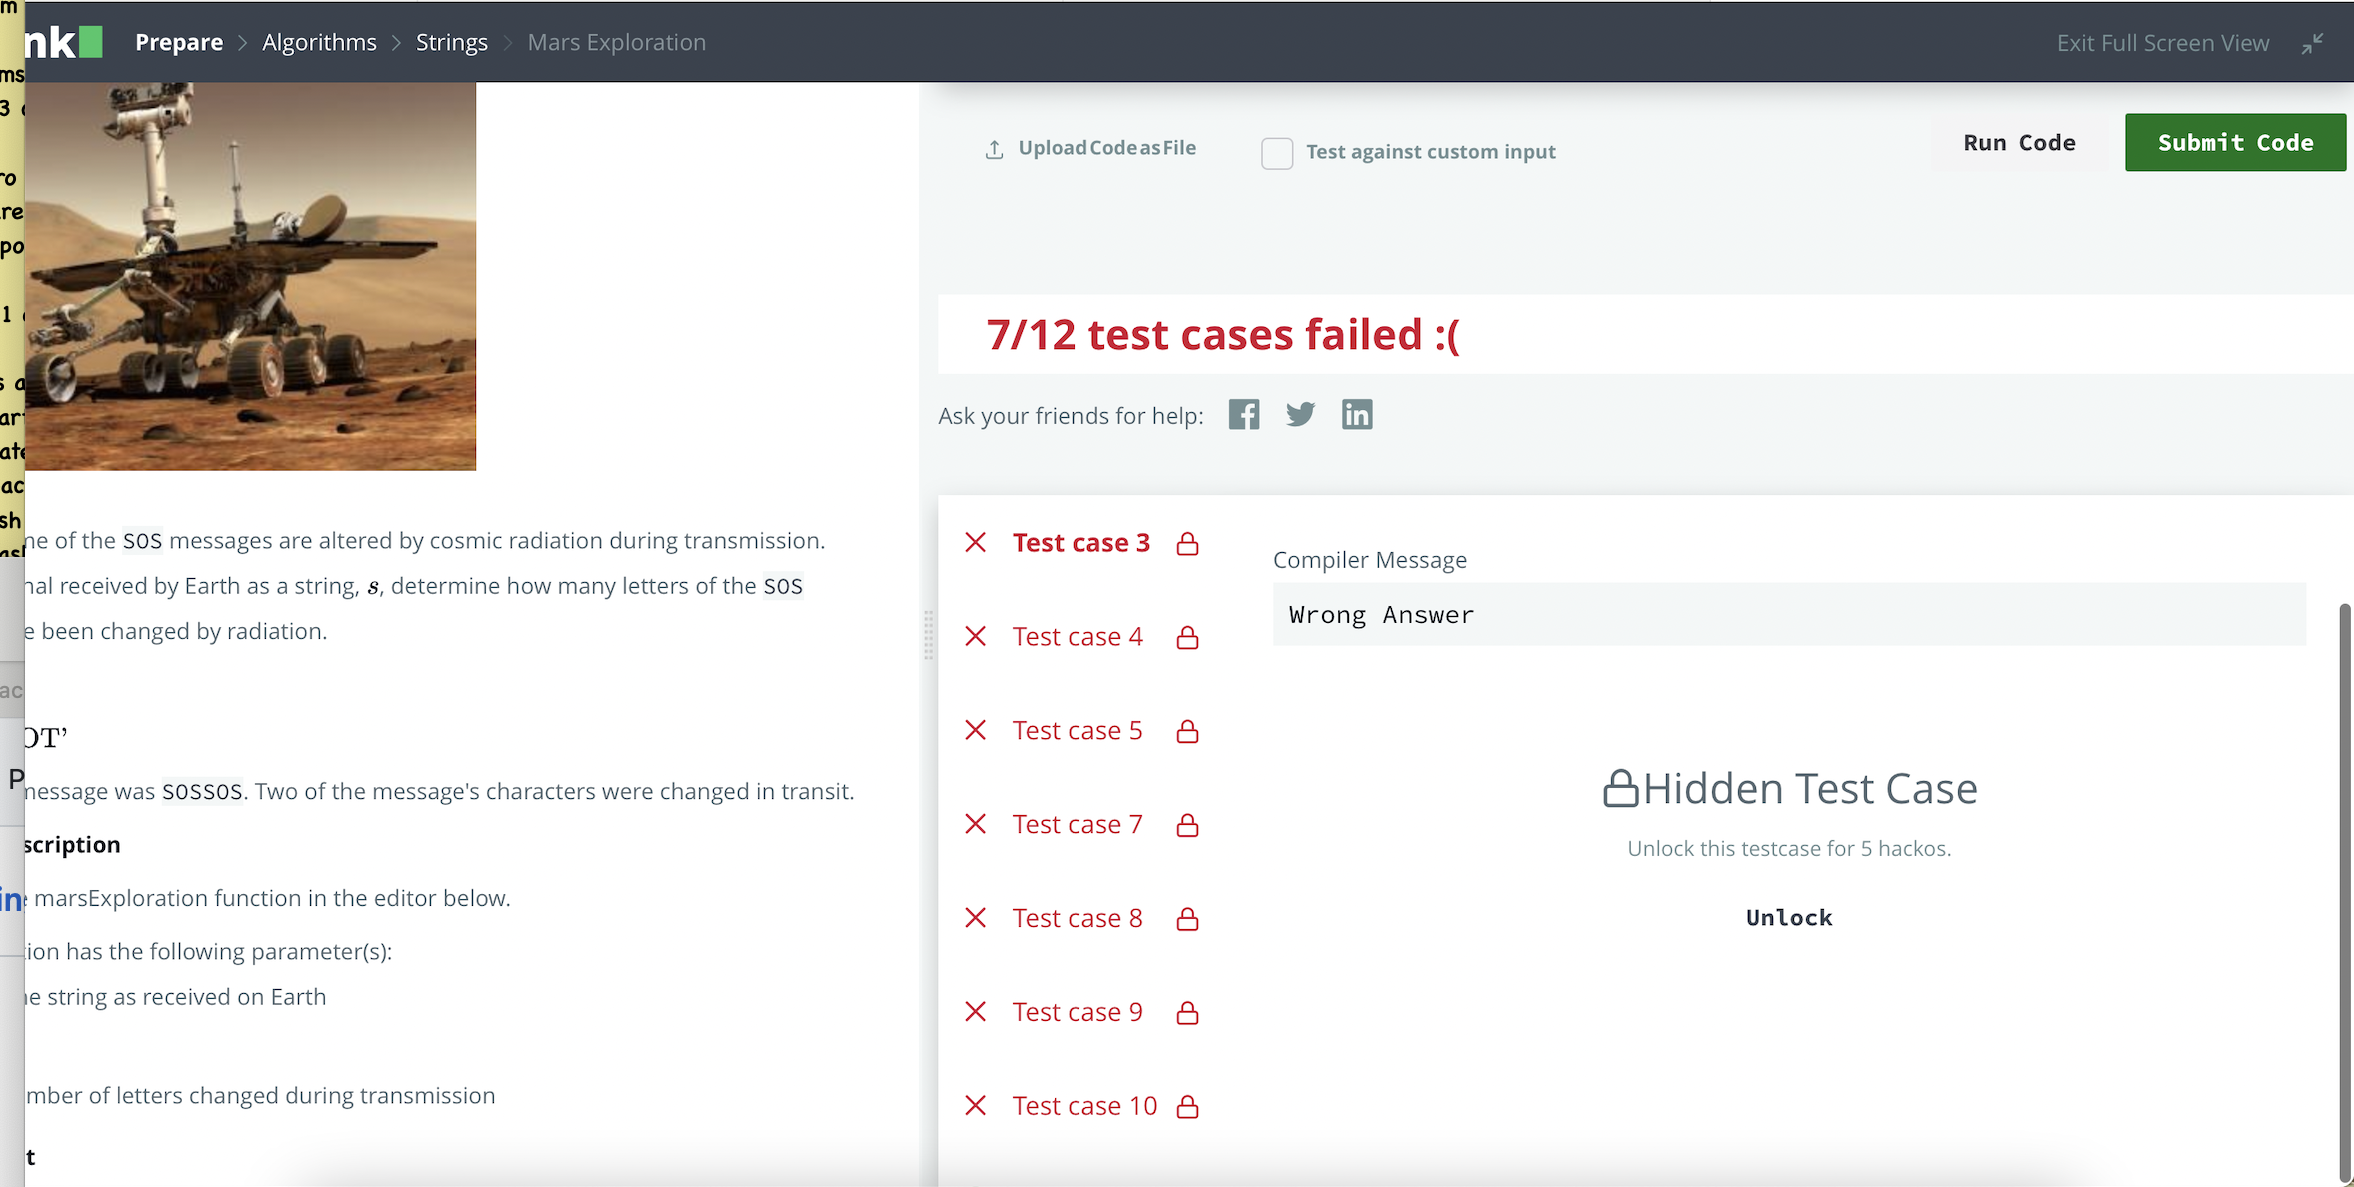 nk Prepare > Algorithms > Strings > Mars Exploration
Exit Full Screen View
Upload Code as File
Test against custom input
Run Code
Submit Code
7/12 test cases failed :(
Ask your friends for help:
ne of the SOS messages are altered by cosmic radiation during transmission.
nal received by Earth as a string, s, determine how many letters of the SOS
e been changed by radiation.
OT’
message was SOSSOS. Two of the message's characters were changed in transit.
scription
marsExploration function in the editor below.
ion has the following parameter(s):
e string as received on Earth
mber of letters changed during transmission
t
Test case 3
Test case 4
Test case 5
Test case 7
Test case 8
Test case 9
Test case 10
Compiler Message
Wrong Answer
Hidden Test Case
Unlock this testcase for 5 hackos.
Unlock